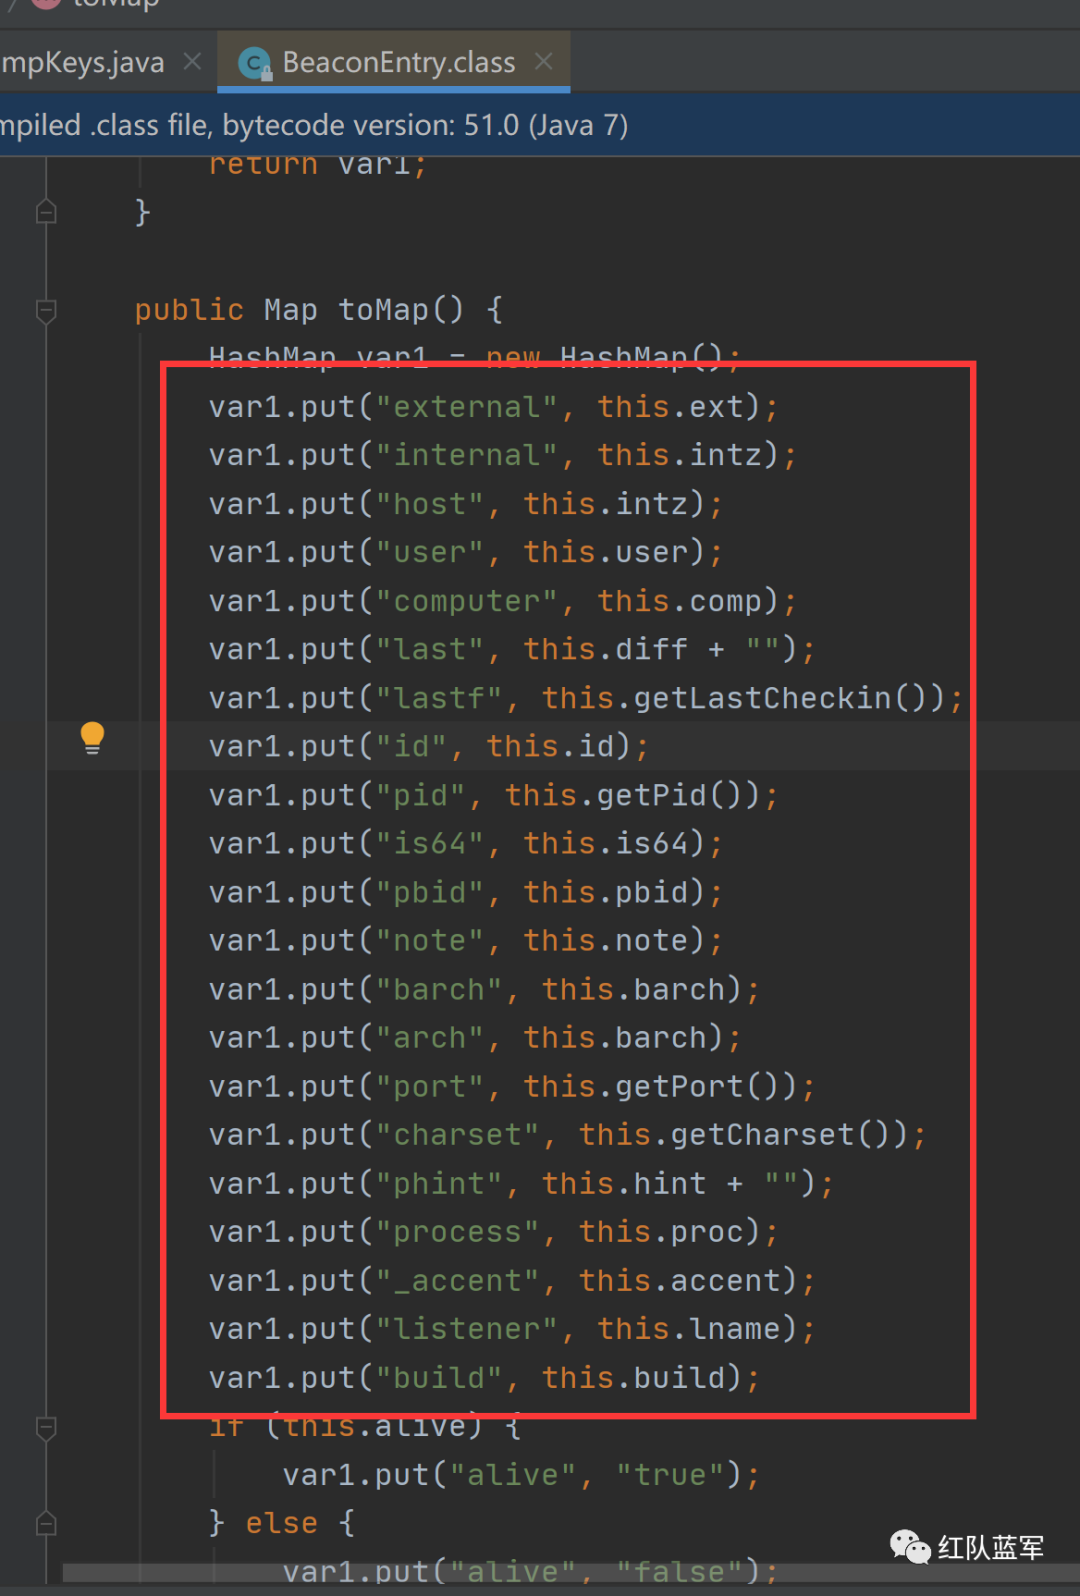 toMap
mpKeys.java
BeaconEntry.class
mpiled .class file, bytecode version: 51.0 (Java 7)
return var1;
}
public Map toMap() {
HashMap var1 = new HashMap();
var1.put("external", this.ext);
var1.put("internal", this.intz);
var1.put("host", this.intz);
var1.put("user", this.user);
var1.put("computer", this.comp);
var1.put("last", this.diff + "");
var1.put("lastf", this.getLastCheckin());
var1.put("id", this.id);
var1.put("pid", this.getPid());
var1.put("is64", this.is64);
var1.put("pbid", this.pbid);
var1.put("note", this.note);
var1.put("barch", this.barch);
var1.put("arch", this.barch);
var1.put("port", this.getPort());
var1.put("charset", this.getCharset());
var1.put("phint", this.hint + "");
var1.put("process", this.proc);
var1.put("_accent", this.accent);
var1.put("listener", this.lname);
var1.put("build", this.build);
if (this.alive) {
var1.put("alive", "true");
} else {
var1.put("alive", "false");
红队蓝军